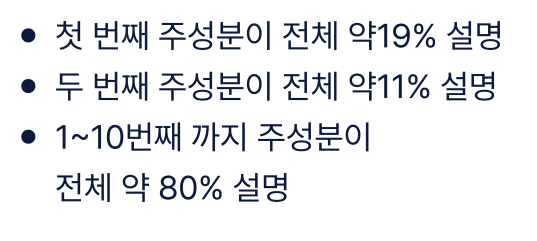 • 첫 번째 주성분이 전체 약19% 설명
• 두 번째 주성분이 전체 약11% 설명
• 1~10번째 까지 주성분이
전체 약 80% 설명